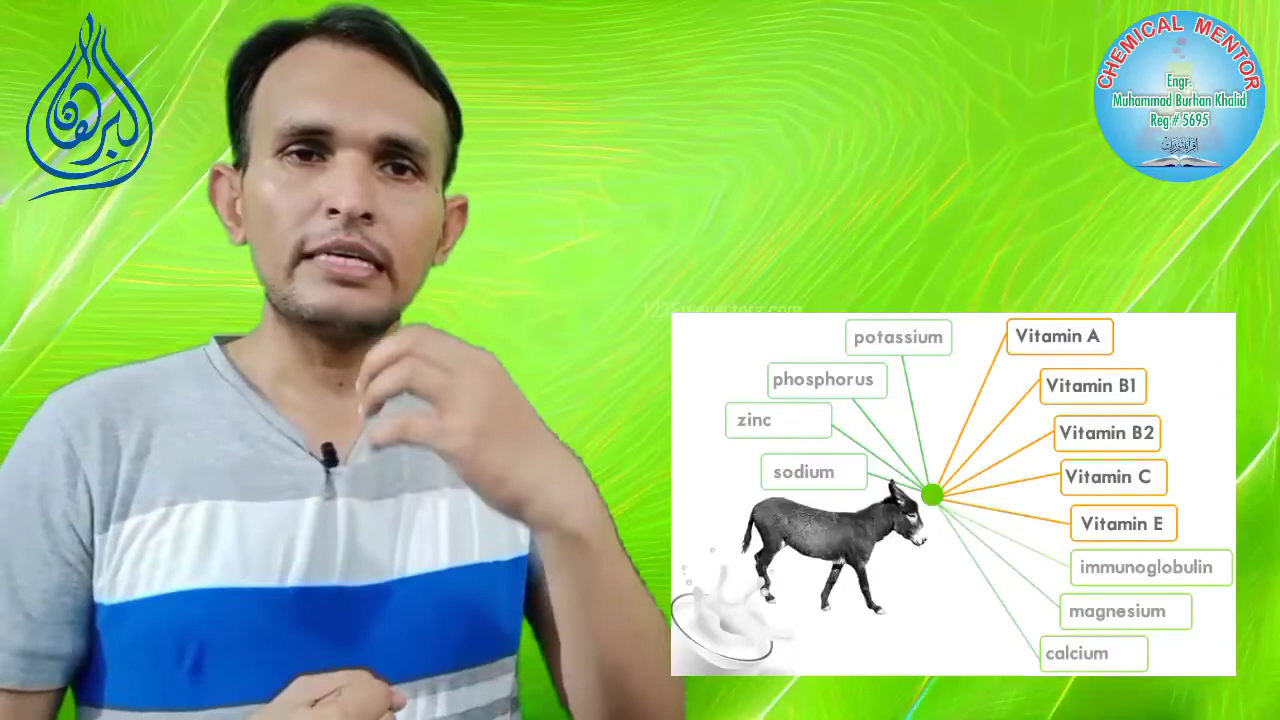 البرهان
CHEMICAL MENTOR
Engr.
Muhammad Burhan Khalid
Reg # 5695
potassium
phosphorus
zinc
sodium
Vitamin A
Vitamin B1
Vitamin B2
Vitamin C
Vitamin E
immunoglobulin
magnesium
calcium